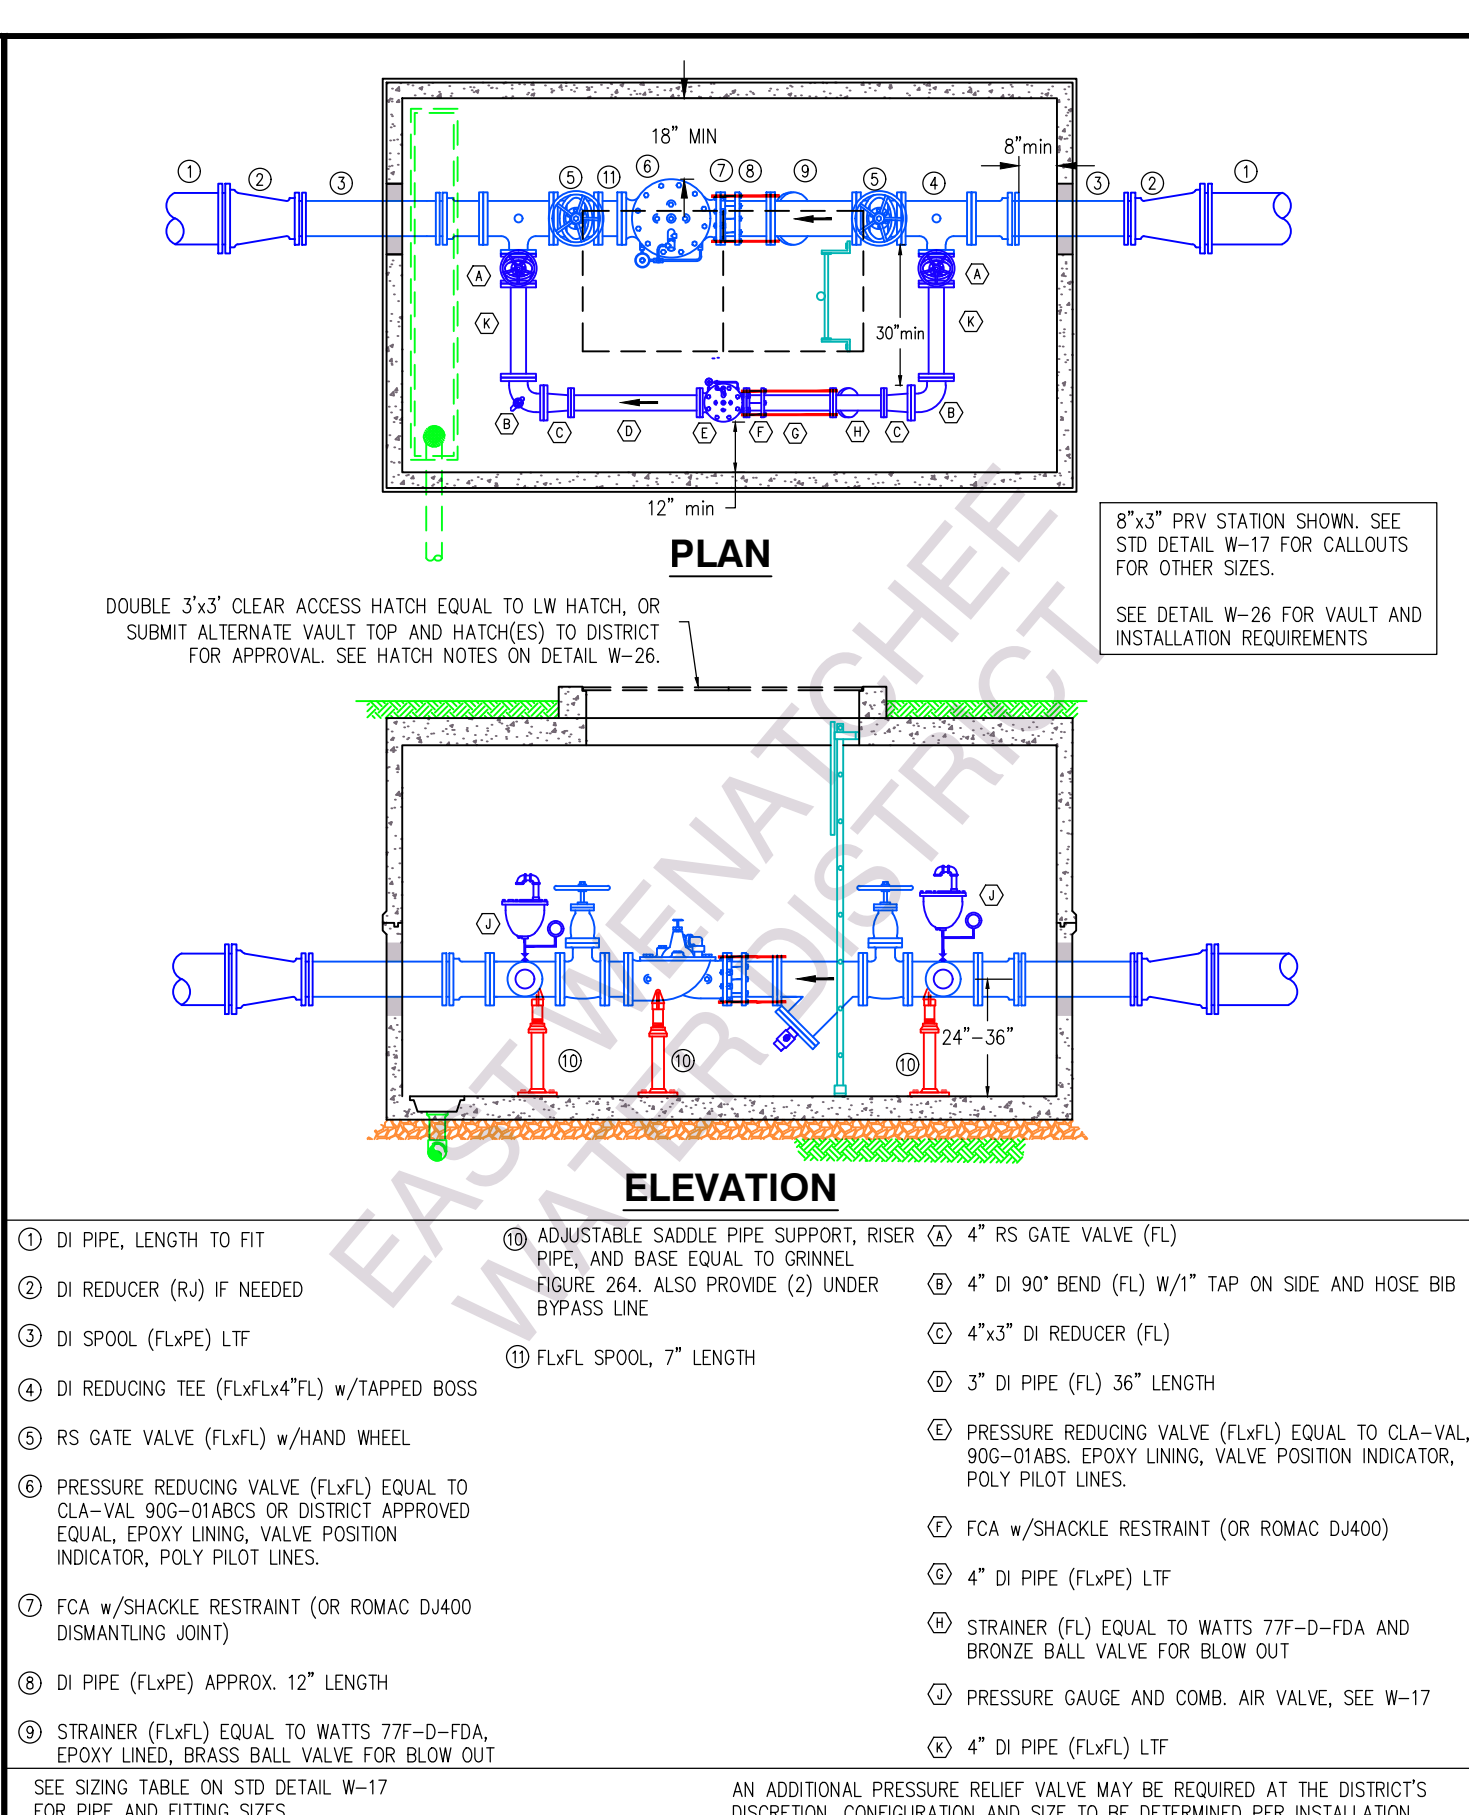 18" MIN
8"min
1
2
3
5
11
6
7
8
9
5
4
3
2
1
A
A
K
K
30"min
B
C
D
E
F
G
H
C
B
12" min
PLAN
8"x3" PRV STATION SHOWN. SEE
STD DETAIL W-17 FOR CALLOUTS
FOR OTHER SIZES.
SEE DETAIL W-26 FOR VAULT AND
INSTALLATION REQUIREMENTS
DOUBLE 3'x3' CLEAR ACCESS HATCH EQUAL TO LW HATCH, OR
SUBMIT ALTERNATE VAULT TOP AND HATCH(ES) TO DISTRICT
FOR APPROVAL. SEE HATCH NOTES ON DETAIL W-26.
J
J
10
10
10
24"-36"
EAST WENATCHEE
WATER DISTRICT
ELEVATION
1 DI PIPE, LENGTH TO FIT
2 DI REDUCER (RJ) IF NEEDED
3 DI SPOOL (FLxPE) LTF
4 DI REDUCING TEE (FLxFLx4"FL) w/TAPPED BOSS
5 RS GATE VALVE (FLxFL) w/HAND WHEEL
6 PRESSURE REDUCING VALVE (FLxFL) EQUAL TO
CLA-VAL 90G-01ABCS OR DISTRICT APPROVED
EQUAL, EPOXY LINING, VALVE POSITION
INDICATOR, POLY PILOT LINES.
7 FCA w/SHACKLE RESTRAINT (OR ROMAC DJ400
DISMANTLING JOINT)
8 DI PIPE (FLxPE) APPROX. 12" LENGTH
9 STRAINER (FLxFL) EQUAL TO WATTS 77F-D-FDA,
EPOXY LINED, BRASS BALL VALVE FOR BLOW OUT
10 ADJUSTABLE SADDLE PIPE SUPPORT, RISER
PIPE, AND BASE EQUAL TO GRINNEL
FIGURE 264. ALSO PROVIDE (2) UNDER
BYPASS LINE
11 FLxFL SPOOL, 7" LENGTH
A 4" RS GATE VALVE (FL)
B 4" DI 90° BEND (FL) W/1" TAP ON SIDE AND HOSE BIB
C 4"x3" DI REDUCER (FL)
D 3" DI PIPE (FL) 36" LENGTH
E PRESSURE REDUCING VALVE (FLxFL) EQUAL TO CLA-VAL,
90G-01ABS. EPOXY LINING, VALVE POSITION INDICATOR,
POLY PILOT LINES.
F FCA w/SHACKLE RESTRAINT (OR ROMAC DJ400)
G 4" DI PIPE (FLxPE) LTF
H STRAINER (FL) EQUAL TO WATTS 77F-D-FDA AND
BRONZE BALL VALVE FOR BLOW OUT
J PRESSURE GAUGE AND COMB. AIR VALVE, SEE W-17
K 4" DI PIPE (FLxFL) LTF
SEE SIZING TABLE ON STD DETAIL W-17
FOR PIPE AND FITTING SIZES
AN ADDITIONAL PRESSURE RELIEF VALVE MAY BE REQUIRED AT THE DISTRICT'S
DISCRETION. CONFIGURATION AND SIZE TO BE DETERMINED PER INSTALLATION